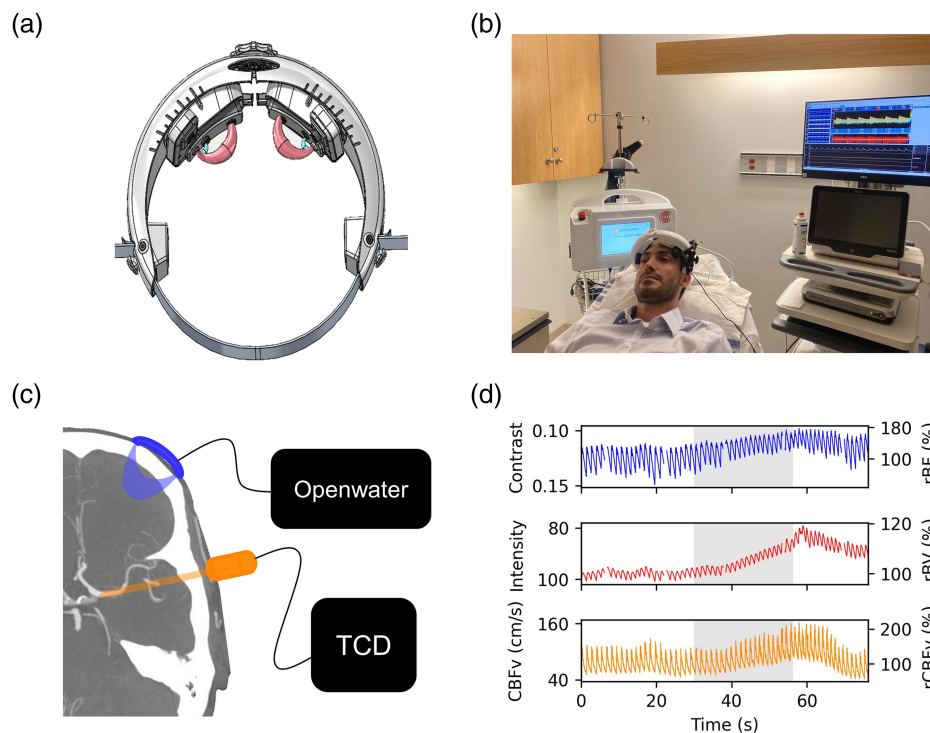 (a)
(b)
(c)
Openwater
TCD
(d)
Contrast
0.10
0.15
180
100
rBF (%)
Intensity
80
100
120
100
rBV (%)
CBFv (cm/s)
160
40
200
100
rCBFv (%)
0
20
40
60
Time (s)